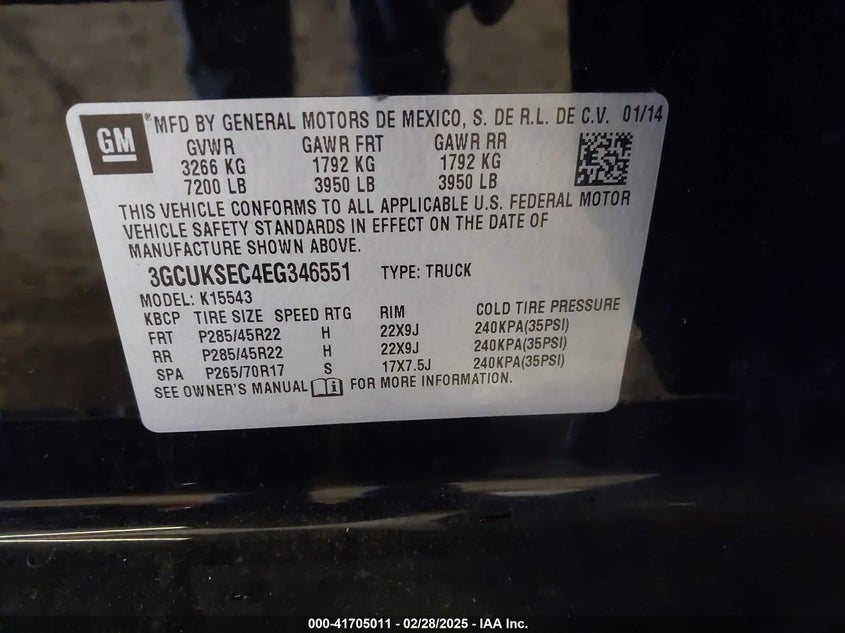 GM
® MFD BY GENERAL MOTORS DE MEXICO, S. DE R.L. DE C.V. 01/14
GVWR GAWR FRT GAWR RR
3266 KG 1792 KG 1792 KG
7200 LB 3950 LB 3950 LB
THIS VEHICLE CONFORMS TO ALL APPLICABLE U.S. FEDERAL MOTOR
VEHICLE SAFETY STANDARDS IN EFFECT ON THE DATE OF
MANUFACTURE SHOWN ABOVE.
3GCUKSEC4EG346551 TYPE: TRUCK
MODEL: K15543
KBCP TIRE SIZE SPEED RTG RIM COLD TIRE PRESSURE
FRT P285/45R22 H 22X9J 240KPA(35PSI)
RR P285/45R22 H 22X9J 240KPA(35PSI)
SPA P265/70R17 S 17X7.5J 240KPA(35PSI)
SEE OWNER'S MANUAL FOR MORE INFORMATION.
000-41705011 - 02/28/2025 - IAA Inc.